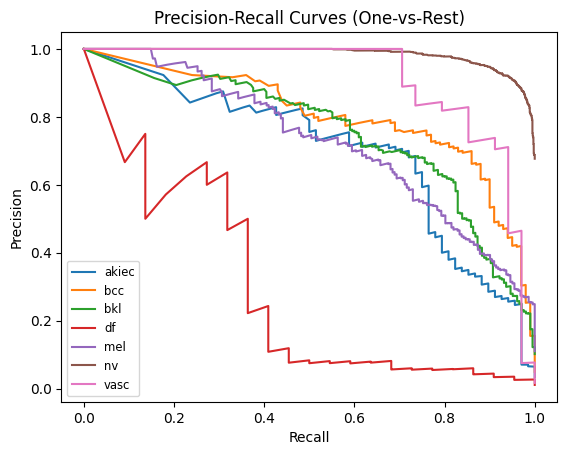 Precision-Recall Curves (One-vs-Rest)
1.0
0.8
0.6
0.4
0.2
0.0
Precision
akiec
bcc
bkl
df
mel
nv
vasc
0.0 0.2 0.4 0.6 0.8 1.0
Recall